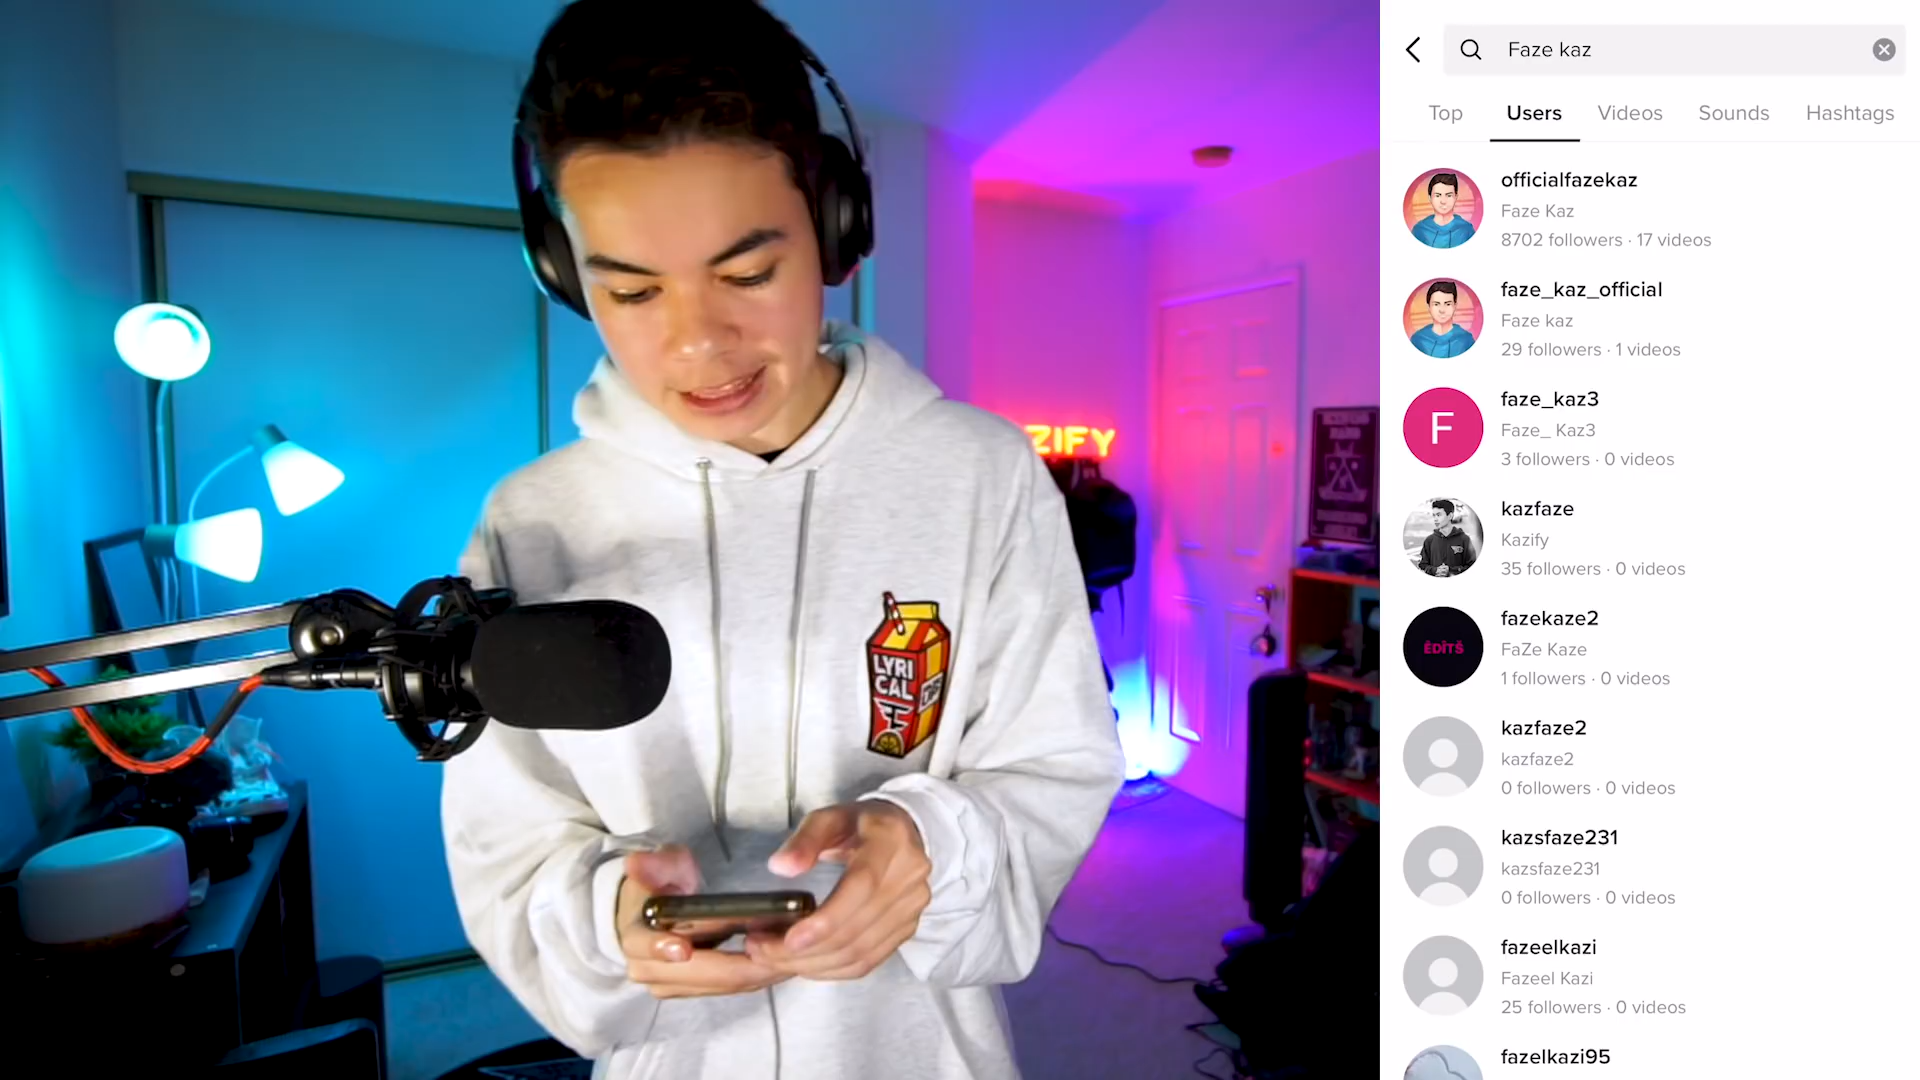 ZIFY
LYRI
CAL
Faze kaz
Top Users Videos Sounds Hashtags
officialfazekaz
Faze Kaz
8702 followers · 17 videos
faze_kaz_official
Faze kaz
29 followers · 1 videos
faze_kaz3
F
Faze_ Kaz3
3 followers · 0 videos
kazfaze
Kazify
35 followers · 0 videos
fazekaze2
ÊDÎTŠ
FaZe Kaze
1 followers · 0 videos
kazfaze2
kazfaze2
0 followers · 0 videos
kazsfaze231
kazsfaze231
0 followers · 0 videos
fazeelkazi
Fazeel Kazi
25 followers · 0 videos
fazelkazi95